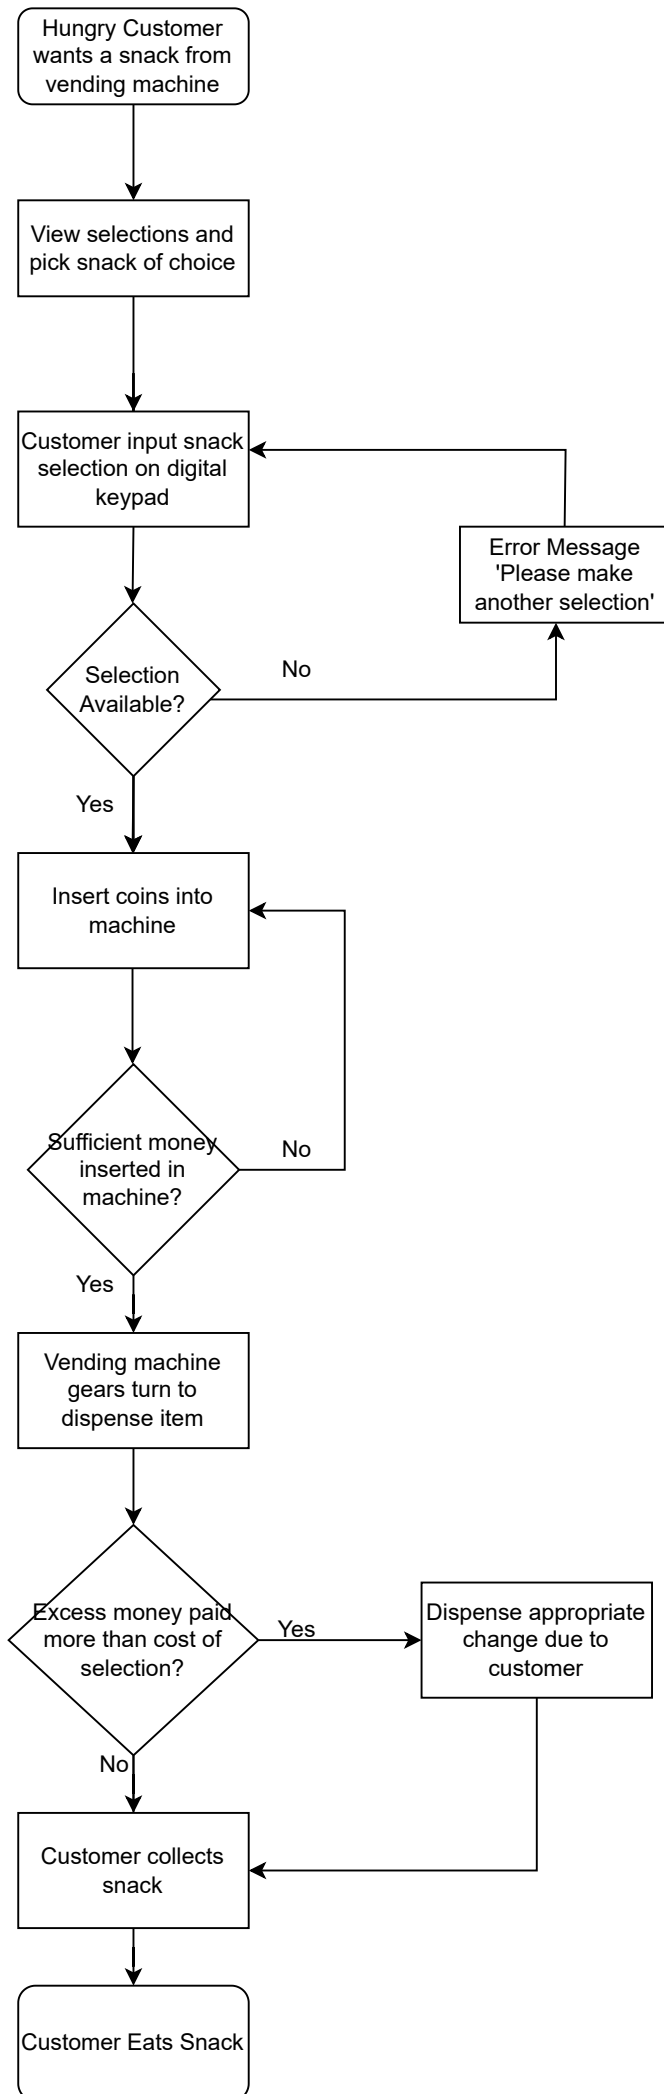 Hungry Customer
wants a snack from
vending machine
View selections and
pick snack of choice
Customer input snack
selection on digital
keypad
Error Message
'Please make
another selection'
Selection
Available?
No
Yes
Insert coins into
machine
Sufficient money
inserted in
machine?
No
Yes
Vending machine
gears turn to
dispense item
Excess money paid
more than cost of
selection?
Yes
Dispense appropriate
change due to
customer
No
Customer collects
snack
Customer Eats Snack